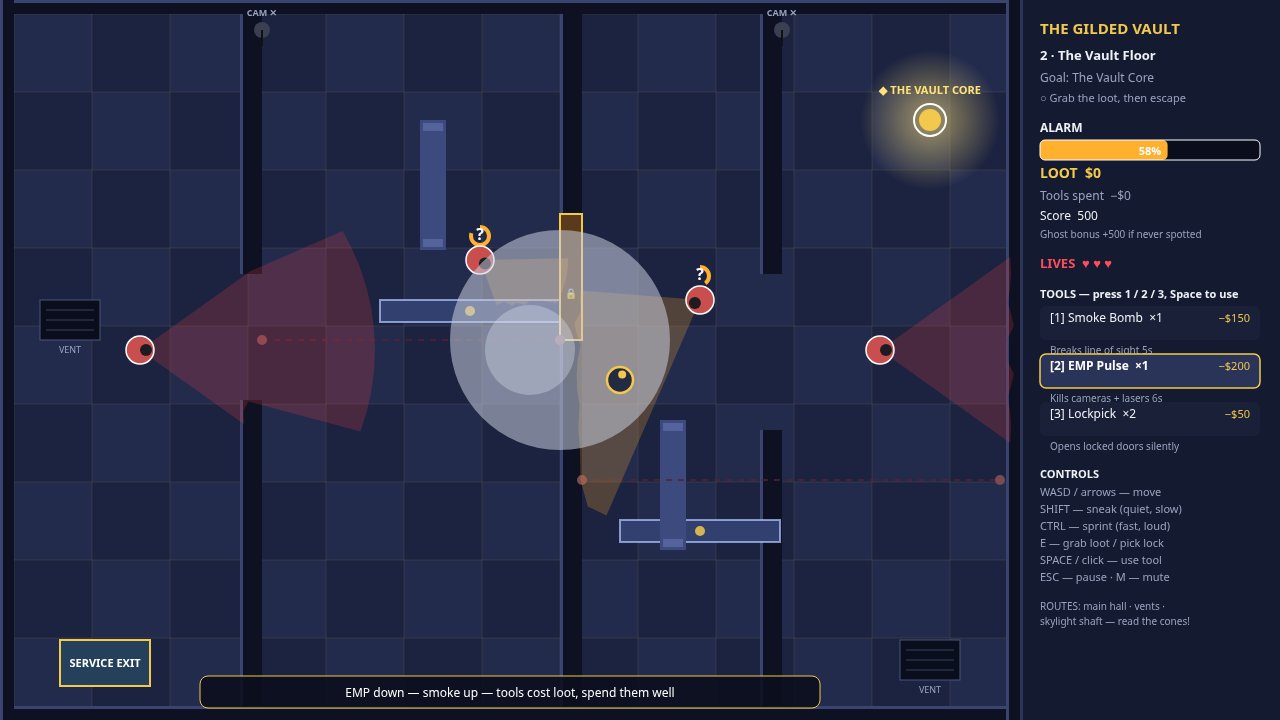 CAM ✕
CAM ✕
◆ THE VAULT CORE
?
?
🔒
VENT
SERVICE EXIT
VENT
EMP down — smoke up — tools cost loot, spend them well
THE GILDED VAULT
2 · The Vault Floor
Goal: The Vault Core
○ Grab the loot, then escape
ALARM
58%
LOOT $0
Tools spent −$0
Score 500
Ghost bonus +500 if never spotted
LIVES ♥ ♥ ♥
TOOLS — press 1 / 2 / 3, Space to use
[1] Smoke Bomb ×1 −$150
Breaks line of sight 5s
[2] EMP Pulse ×1 −$200
Kills cameras + lasers 6s
[3] Lockpick ×2 −$50
Opens locked doors silently
CONTROLS
WASD / arrows — move
SHIFT — sneak (quiet, slow)
CTRL — sprint (fast, loud)
E — grab loot / pick lock
SPACE / click — use tool
ESC — pause · M — mute
ROUTES: main hall · vents ·
skylight shaft — read the cones!